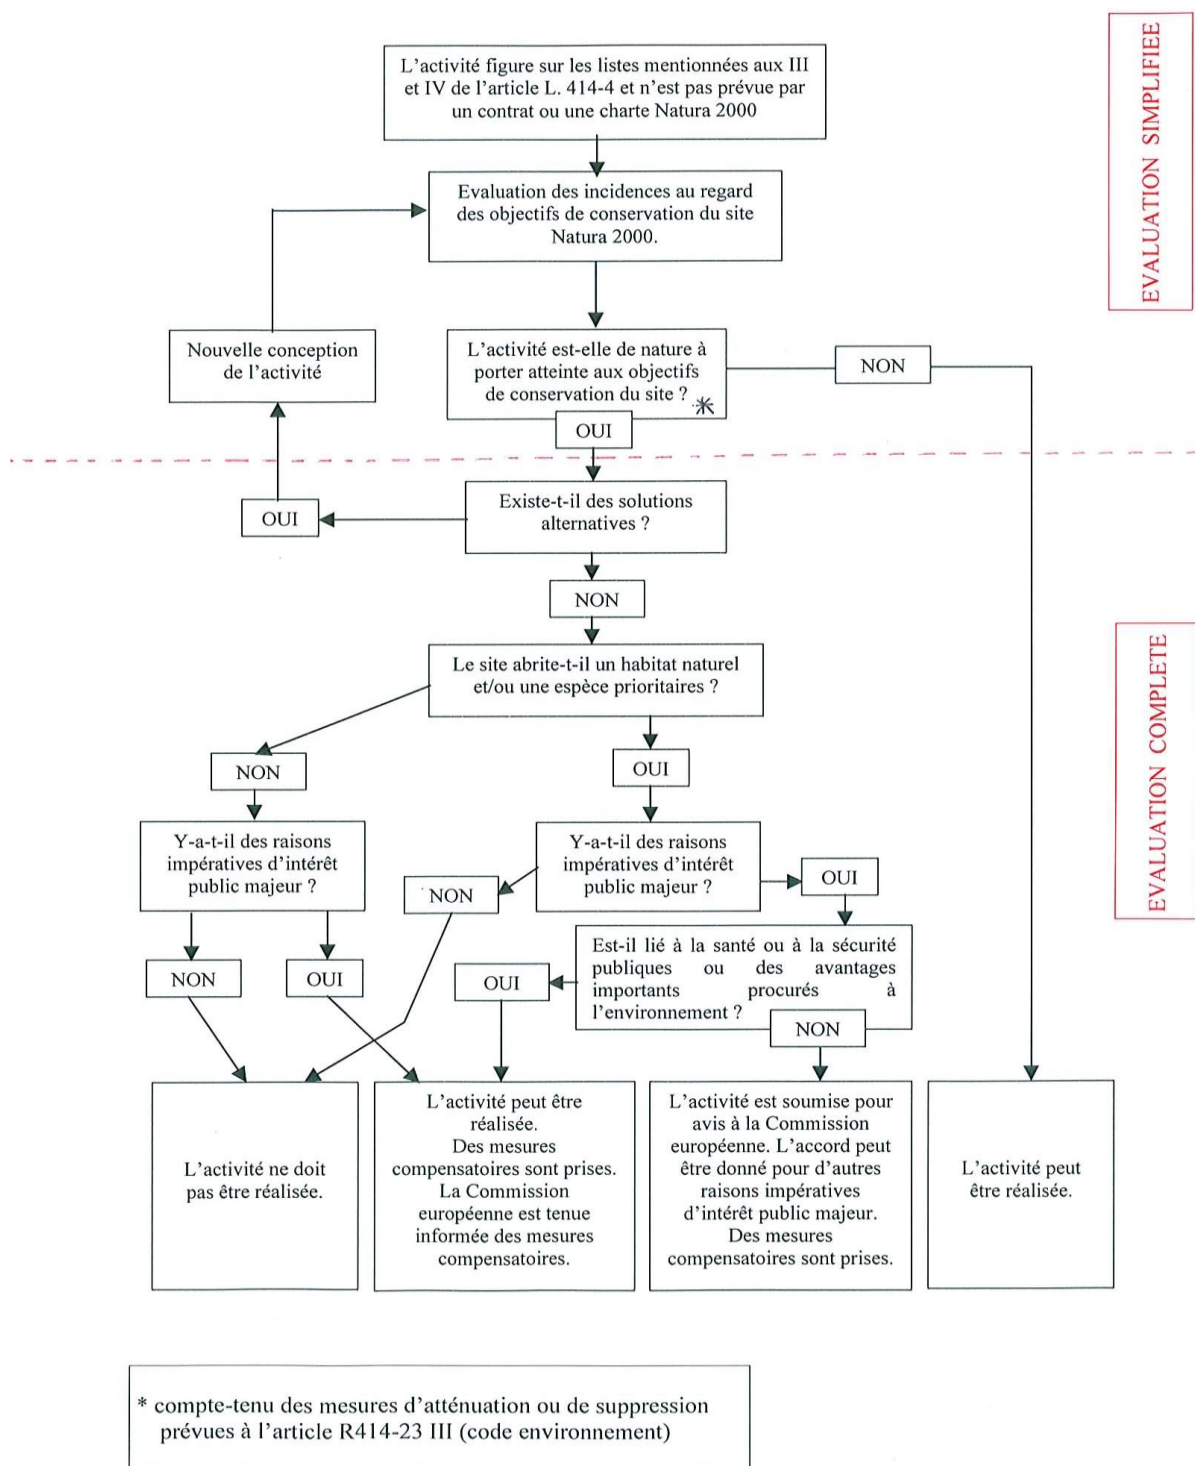 EVALUATION SIMPLIFIEE
L'activité figure sur les listes mentionnées aux III
et IV de l'article L. 414-4 et n'est pas prévue par
un contrat ou une charte Natura 2000
Evaluation des incidences au regard
des objectifs de conservation du site
Natura 2000.
Nouvelle conception
de l'activité
L'activité est-elle de nature à
porter atteinte aux objectifs
de conservation du site ? *
NON
OUI
Existe-t-il des solutions
alternatives ?
OUI
NON
EVALUATION COMPLETE
Le site abrite-t-il un habitat naturel
et/ou une espèce prioritaires ?
NON
OUI
Y-a-t-il des raisons
impératives d'intérêt
public majeur ?
Y-a-t-il des raisons
impératives d'intérêt
public majeur ?
NON
OUI
Est-il lié à la santé ou à la sécurité
publiques ou des avantages
importants procurés à
l'environnement ?
NON
OUI
OUI
NON
L'activité ne doit
pas être réalisée.
L'activité peut être
réalisée.
Des mesures
compensatoires sont prises.
La Commission
européenne est tenue
informée des mesures
compensatoires.
L'activité est soumise pour
avis à la Commission
européenne. L'accord peut
être donné pour d'autres
raisons impératives
d'intérêt public majeur.
Des mesures
compensatoires sont prises.
L'activité peut
être réalisée.
* compte-tenu des mesures d'atténuation ou de suppression
prévues à l'article R414-23 III (code environnement)